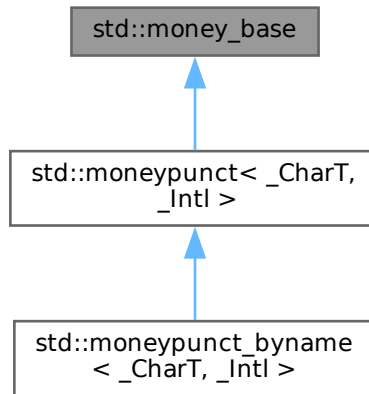 std::money_base
std::moneypunct< _CharT,
_Intl >
std::moneypunct_byname
< _CharT, _Intl >